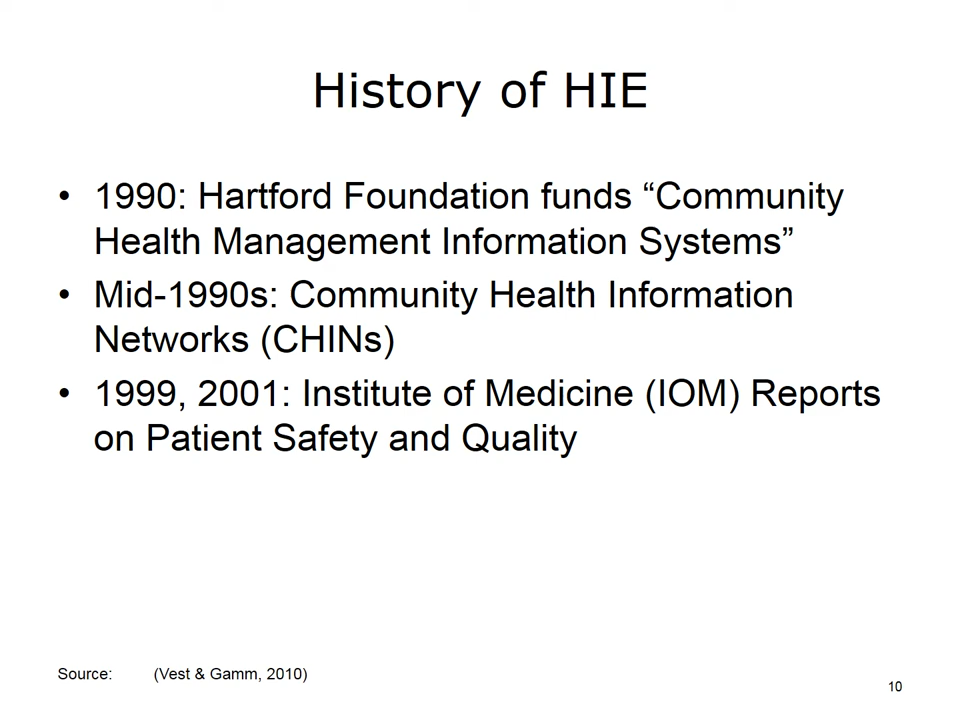 History of HIE
• 1990: Hartford Foundation funds “Community
Health Management Information Systems”
• Mid-1990s: Community Health Information
Networks (CHINs)
• 1999, 2001: Institute of Medicine (IOM) Reports
on Patient Safety and Quality
Source: (Vest & Gamm, 2010)
10